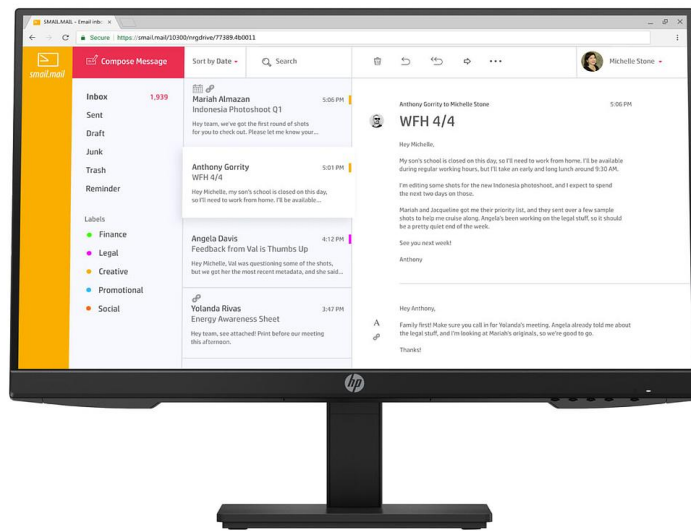 SMAIL.MAIL - Email inb: ×
Secure https://smail.mail/10300/nrgdrive/77389.4b0011
smail.mail
Compose Message
Sort by Date
Search
Michelle Stone
Inbox 1,939
Sent
Draft
Junk
Trash
Reminder
Labels
Finance
Legal
Creative
Promotional
Social
Mariah Almazan 5:06 PM
Indonesia Photoshoot Q1
Hey team, we've got the first round of shots
for you to check out. Please let me know your...
Anthony Gorrity 5:01 PM
WFH 4/4
Hey Michelle, my son's school is closed on this day,
so I'll need to work from home. I'll be available...
Angela Davis 4:12 PM
Feedback from Val is Thumbs Up
Hey Michelle, Val was questioning some of the shots,
but we got her the most recent metadata, and she said...
Yolanda Rivas 3:47 PM
Energy Awareness Sheet
Hey team, see attached! Print before our meeting
this afternoon.
Anthony Gorrity to Michelle Stone 5:06 PM
WFH 4/4
Hey Michelle,
My son's school is closed on this day, so I'll need to work from home. I'll be available
during regular working hours, but I'll take an early and long lunch around 9:30 AM.
I'm editing some shots for the new Indonesia photoshoot, and I expect to spend
the next two days on those.
Mariah and Jacqueline got me their priority list, and they sent over a few sample
shots to help me cruise along. Angela's been working on the legal stuff, so it should
be a pretty quiet end of the week.
See you next week!
Anthony
Hey Anthony,
A
Family first! Make sure you call in for Yolanda's meeting. Angela already told me about
the legal stuff, and I'm looking at Mariah's originals, so we're good to go.
Thanks!
hp